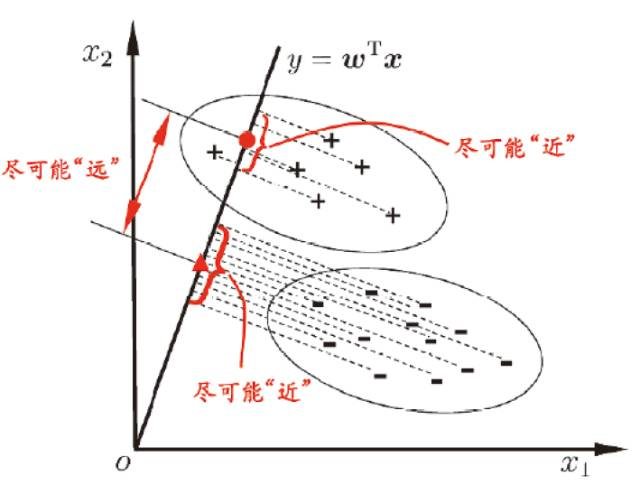 x₂
y = wᵀx
尽可能“远”
尽可能“近”
尽可能“近”
O
x₁